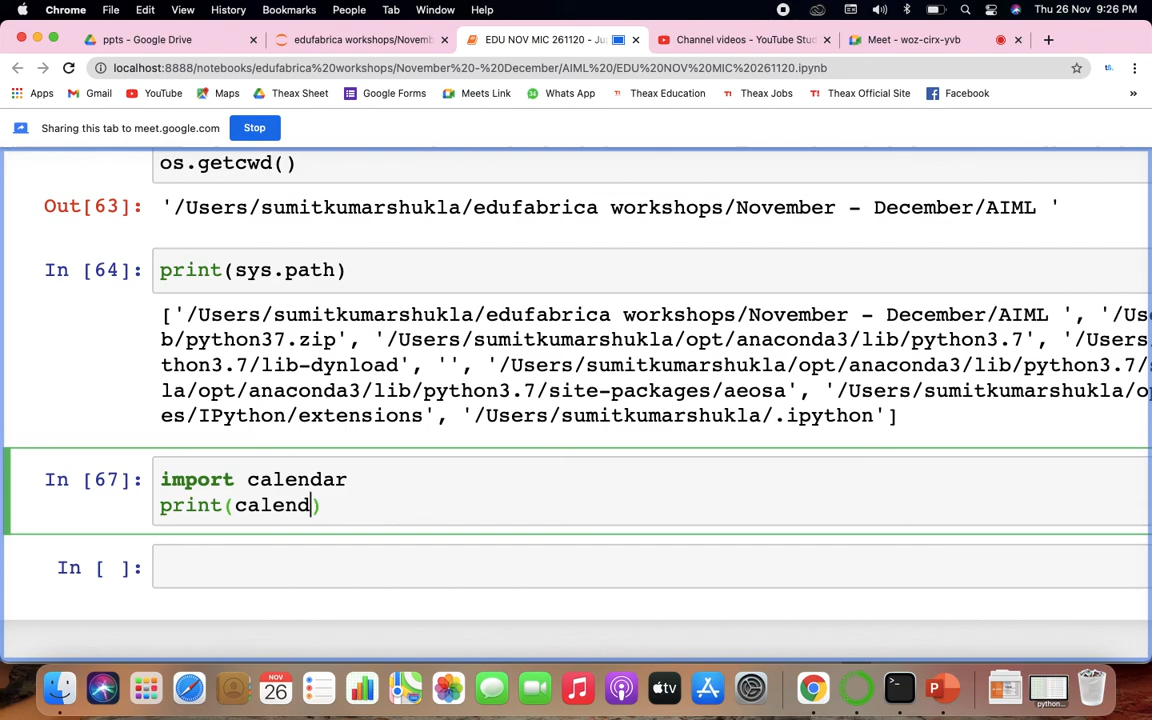 Chrome File Edit View History Bookmarks People Tab Window Help Thu 26 Nov 9:26 PM
ppts - Google Drive edufabrica workshops/Novemb EDU NOV MIC 261120 - Ju Channel videos - YouTube Stu Meet - woz-cirx-yvb
localhost:8888/notebooks/edufabrica%20workshops/November%20-%20December/AIML%20/EDU%20NOV%20MIC%20261120.ipynb
Apps Gmail YouTube Maps Theax Sheet Google Forms Meets Link Whats App Theax Education Theax Jobs Theax Official Site Facebook »
Sharing this tab to meet.google.com Stop
os.getcwd()
Out[63]: '/Users/sumitkumarshukla/edufabrica workshops/November - December/AIML '
In [64]: print(sys.path)
['/Users/sumitkumarshukla/edufabrica workshops/November - December/AIML ', '/Us
b/python37.zip', '/Users/sumitkumarshukla/opt/anaconda3/lib/python3.7', '/Users
thon3.7/lib-dynload', '', '/Users/sumitkumarshukla/opt/anaconda3/lib/python3.7/s
la/opt/anaconda3/lib/python3.7/site-packages/aeosa', '/Users/sumitkumarshukla/op
es/IPython/extensions', '/Users/sumitkumarshukla/.ipython']
In [67]: import calendar
print(calend)
In [ ]:
NOV
26
tv
python...